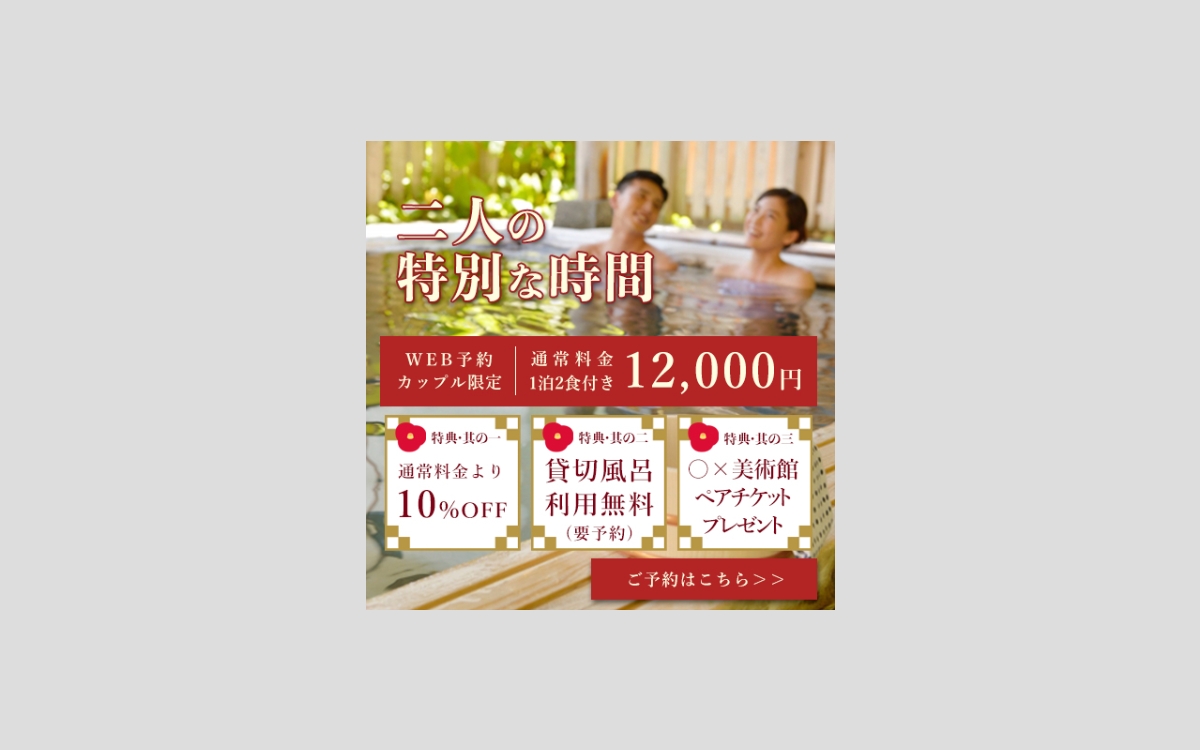 二人の
特別な時間
WEB予約
カップル限定
通常料金
1泊2食付き
12,000円
特典・其の一
通常料金より
10%OFF
特典・其の二
貸切風呂
利用無料
(要予約)
特典・其の三
〇×美術館
ペアチケット
プレゼント
ご予約はこちら>>